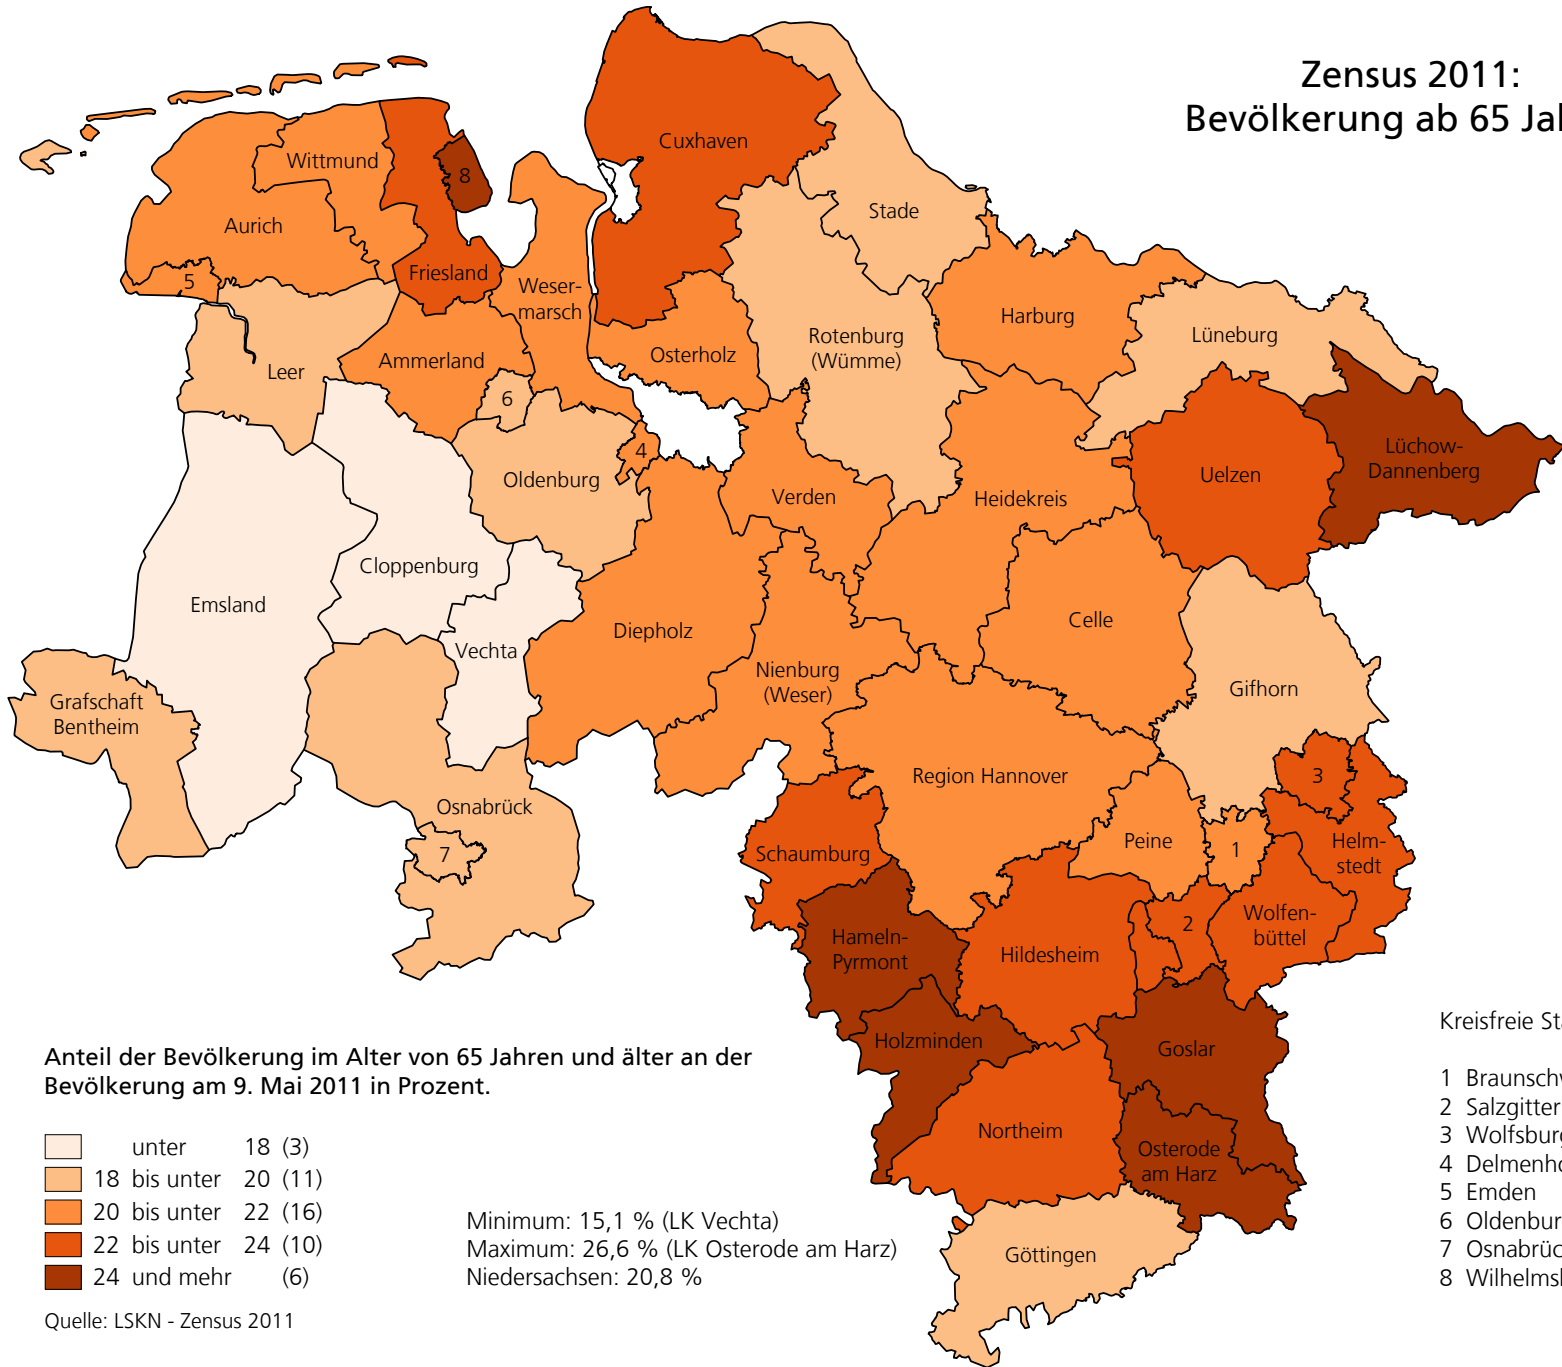 Zensus 2011:
Bevölkerung ab 65 Jah
Cuxhaven
Wittmund
8
Stade
Aurich
Friesland
5
Weser-
marsch
Harburg
Rotenburg
(Wümme)
Lüneburg
Osterholz
Ammerland
Leer
6
4
Lüchow-
Dannenberg
Oldenburg
Uelzen
Verden
Heidekreis
Cloppenburg
Emsland
Celle
Diepholz
Vechta
Nienburg
(Weser)
Gifhorn
Grafschaft
Bentheim
Region Hannover
3
Osnabrück
Peine
Helm-
stedt
7
Schaumburg
1
Wolfen-
büttel
2
Hameln-
Pyrmont
Hildesheim
Holzminden
Goslar
Northeim
Osterode
am Harz
Göttingen
Anteil der Bevölkerung im Alter von 65 Jahren und älter an der
Bevölkerung am 9. Mai 2011 in Prozent.
unter 18 (3)
18 bis unter 20 (11)
20 bis unter 22 (16)
22 bis unter 24 (10)
24 und mehr (6)
Quelle: LSKN - Zensus 2011
Minimum: 15,1 % (LK Vechta)
Maximum: 26,6 % (LK Osterode am Harz)
Niedersachsen: 20,8 %
Kreisfreie Sta
1 Braunschw
2 Salzgitter
3 Wolfsburg
4 Delmenho
5 Emden
6 Oldenbur
7 Osnabrüc
8 Wilhelmsh